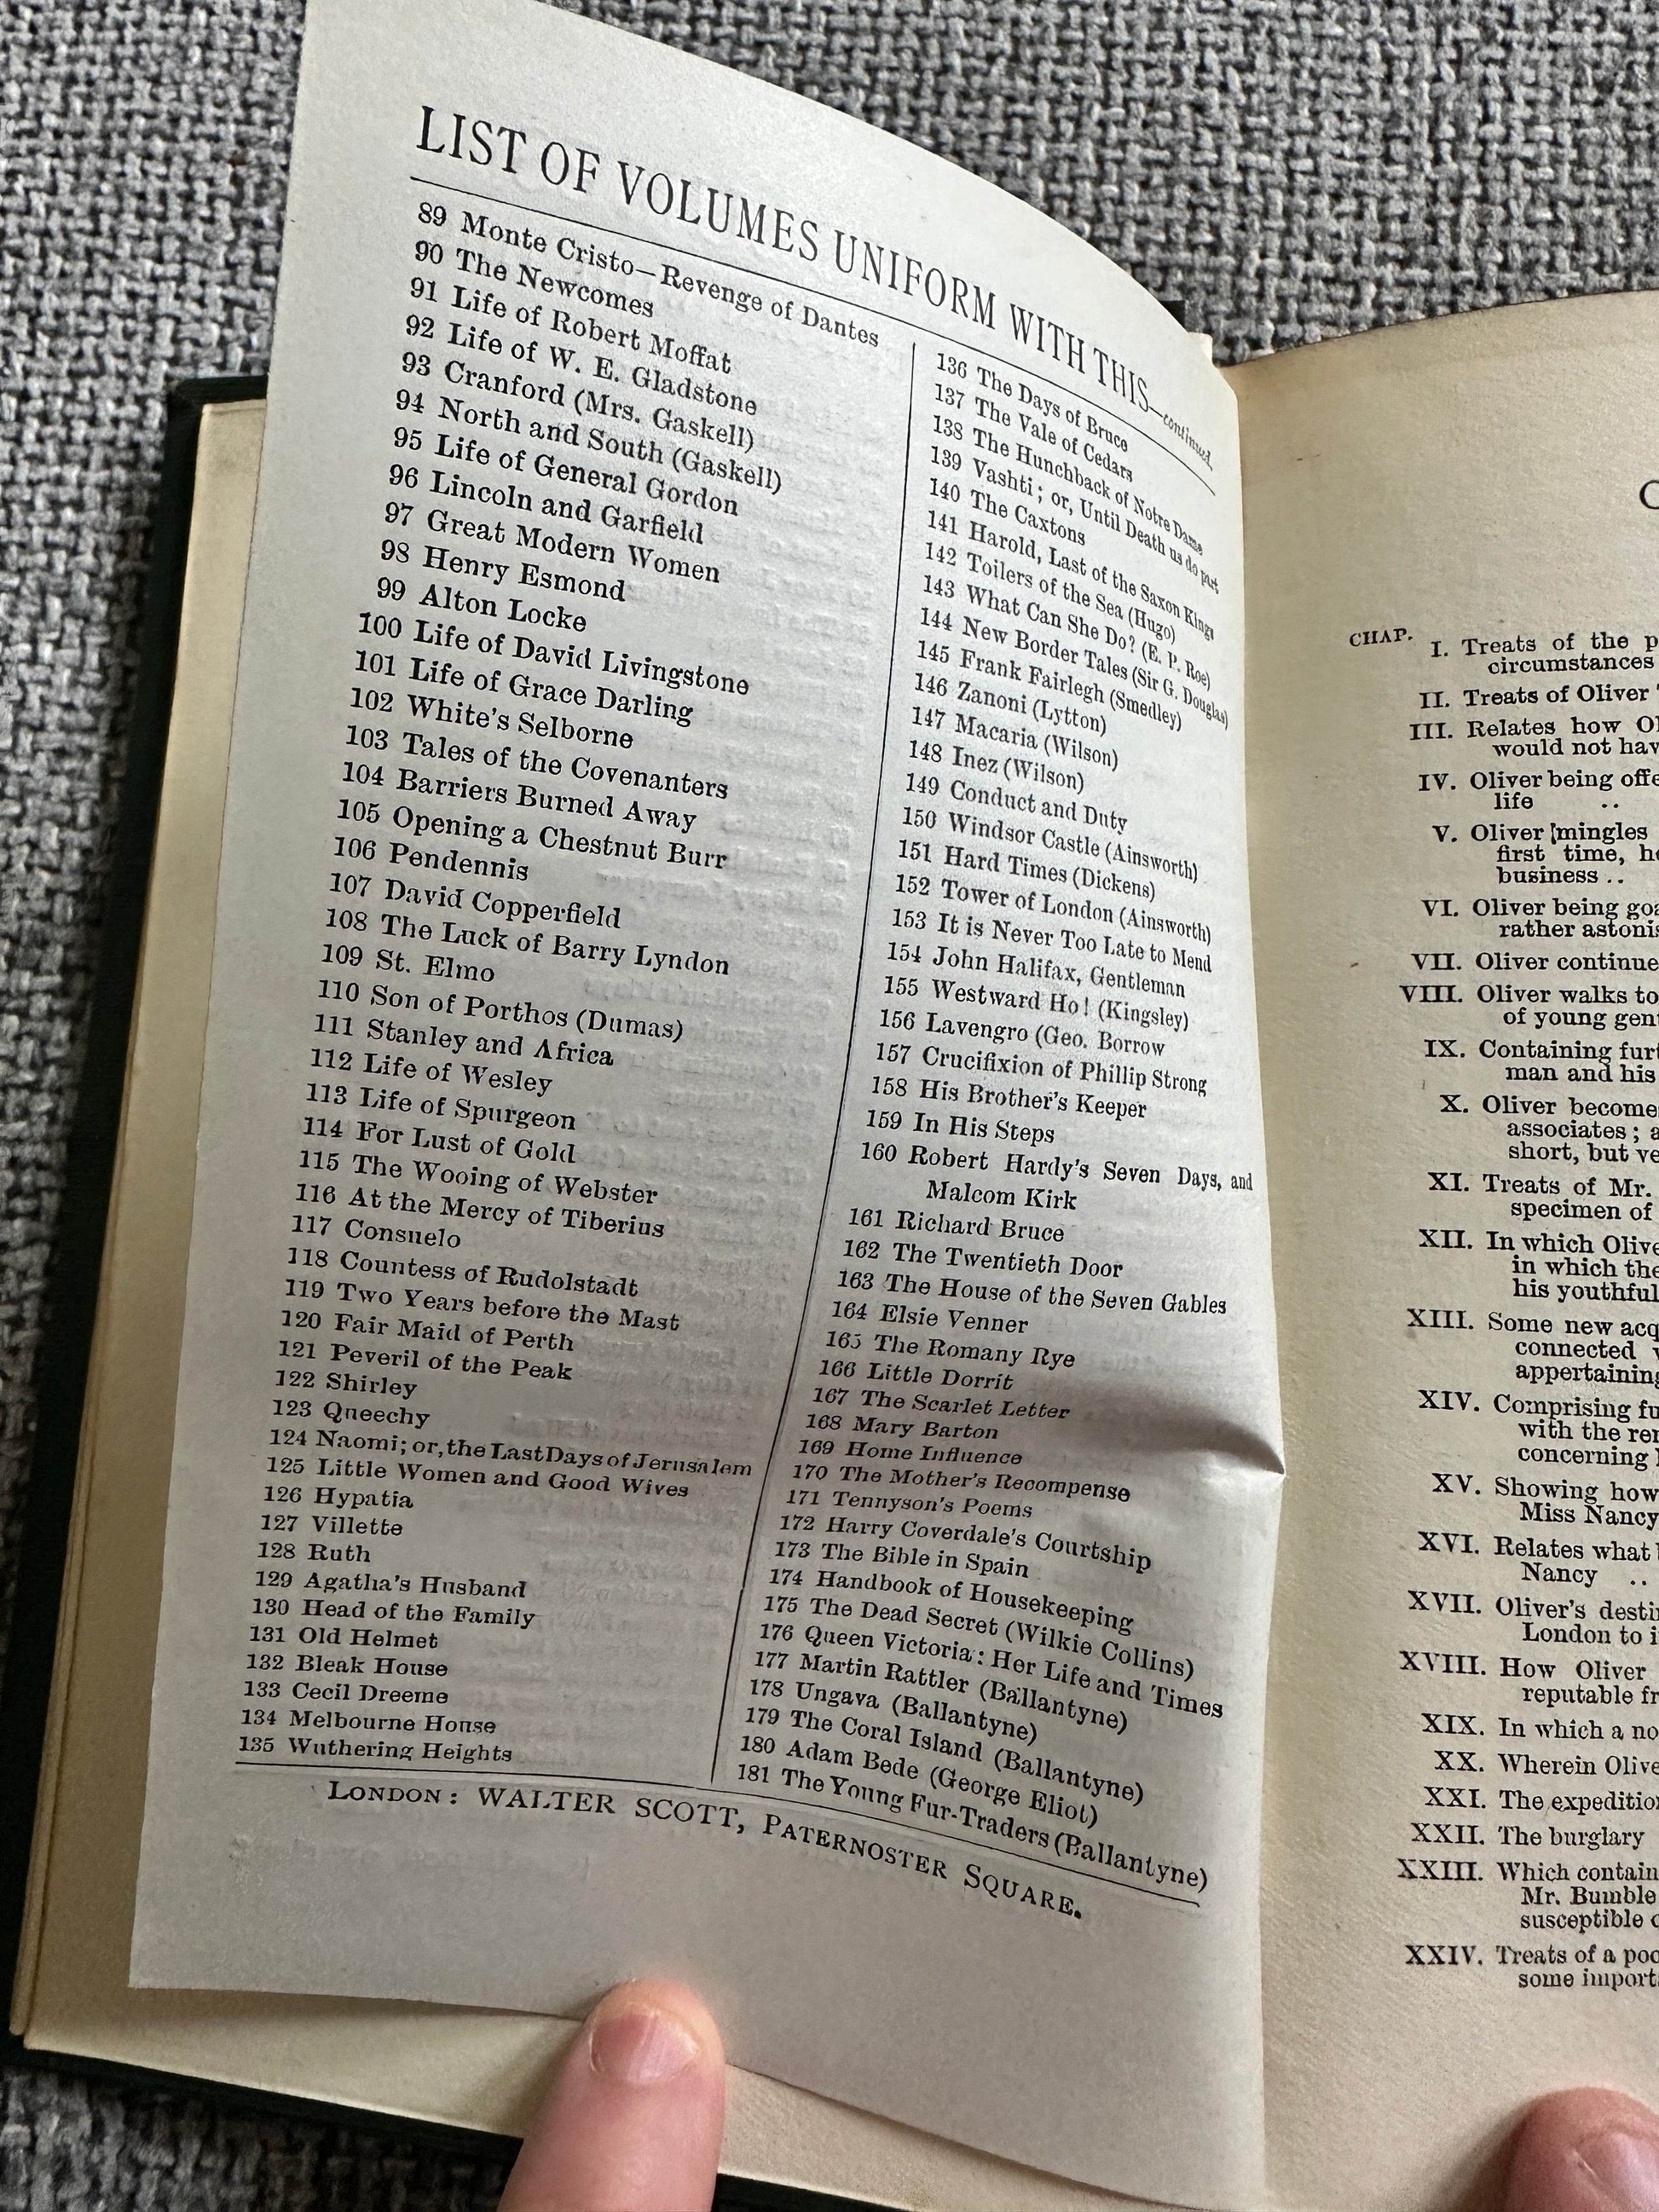 LIST OF VOLUMES UNIFORM WITH THIS—continued.
89 Monte Cristo—Revenge of Dantes
90 The Newcomes
91 Life of Robert Moffat
92 Life of W. E. Gladstone
93 Cranford (Mrs. Gaskell)
94 North and South (Gaskell)
95 Life of General Gordon
96 Lincoln and Garfield
97 Great Modern Women
98 Henry Esmond
99 Alton Locke
100 Life of David Livingstone
101 Life of Grace Darling
102 White's Selborne
103 Tales of the Covenanters
104 Barriers Burned Away
105 Opening a Chestnut Burr
106 Pendennis
107 David Copperfield
108 The Luck of Barry Lyndon
109 St. Elmo
110 Son of Porthos (Dumas)
111 Stanley and Africa
112 Life of Wesley
113 Life of Spurgeon
114 For Lust of Gold
115 The Wooing of Webster
116 At the Mercy of Tiberius
117 Consuelo
118 Countess of Rudolstadt
119 Two Years before the Mast
120 Fair Maid of Perth
121 Peveril of the Peak
122 Shirley
123 Queechy
124 Naomi; or, the Last Days of Jerusalem
125 Little Women and Good Wives
126 Hypatia
127 Villette
128 Ruth
129 Agatha's Husband
130 Head of the Family
131 Old Helmet
132 Bleak House
133 Cecil Dreeme
134 Melbourne House
135 Wuthering Heights
136 The Days of Bruce
137 The Vale of Cedars
138 The Hunchback of Notre Dame
139 Vashti; or, Until Death us do part
140 The Caxtons
141 Harold, Last of the Saxon Kings
142 Toilers of the Sea (Hugo)
143 What Can She Do? (E. P. Roe)
144 New Border Tales (Sir G. Douglas)
145 Frank Fairlegh (Smedley)
146 Zanoni (Lytton)
147 Macaria (Wilson)
148 Inez (Wilson)
149 Conduct and Duty
150 Windsor Castle (Ainsworth)
151 Hard Times (Dickens)
152 Tower of London (Ainsworth)
153 It is Never Too Late to Mend
154 John Halifax, Gentleman
155 Westward Ho! (Kingsley)
156 Lavengro (Geo. Borrow
157 Crucifixion of Phillip Strong
158 His Brother's Keeper
159 In His Steps
160 Robert Hardy's Seven Days, and
Malcom Kirk
161 Richard Bruce
162 The Twentieth Door
163 The House of the Seven Gables
164 Elsie Venner
165 The Romany Rye
166 Little Dorrit
167 The Scarlet Letter
168 Mary Barton
169 Home Influence
170 The Mother's Recompense
171 Tennyson's Poems
172 Harry Coverdale's Courtship
173 The Bible in Spain
174 Handbook of Housekeeping
175 The Dead Secret (Wilkie Collins)
176 Queen Victoria: Her Life and Times
177 Martin Rattler (Ballantyne)
178 Ungava (Ballantyne)
179 The Coral Island (Ballantyne)
180 Adam Bede (George Eliot)
181 The Young Fur-Traders (Ballantyne)
LONDON: WALTER SCOTT, PATERNOSTER SQUARE.
C
CHAP.
I. Treats of the p
circumstances
II. Treats of Oliver
III. Relates how Ol
would not hav
IV. Oliver being offe
life ..
V. Oliver mingles
first time, he
business ..
VI. Oliver being goa
rather astonis
VII. Oliver continue
VIII. Oliver walks to
of young gent
IX. Containing furt
man and his
X. Oliver become
associates; a
short, but ve
XI. Treats of Mr.
specimen of
XII. In which Olive
in which the
his youthful
XIII. Some new acq
connected
appertaining
XIV. Comprising fu
with the re
concerning
XV. Showing how
Miss Nancy
XVI. Relates what
Nancy ..
XVII. Oliver's desti
London to i
XVIII. How Oliver
reputable fr
XIX. In which a no
XX. Wherein Olive
XXI. The expedition
XXII. The burglary
XXIII. Which contain
Mr. Bumble
susceptible
XXIV. Treats of a poo
some import